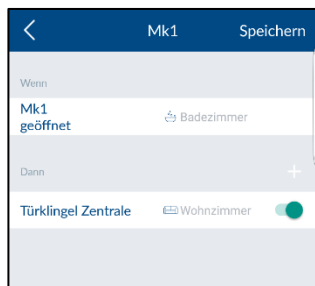 Mk1 Speichern
Wenn
Mk1
geöffnet Badezimmer
Dann
Türklingel Zentrale Wohnzimmer